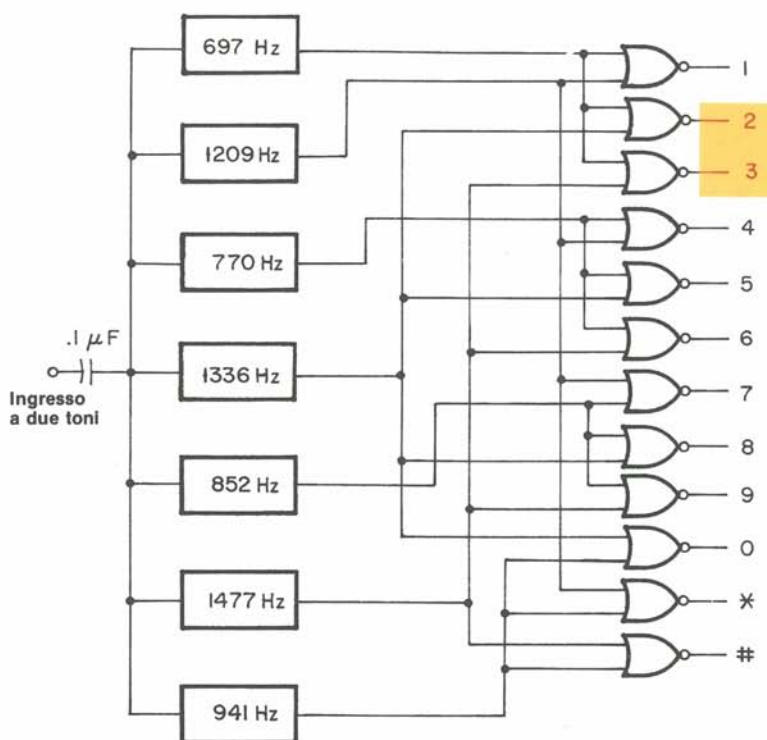 697 Hz
1209 Hz
770 Hz
1336 Hz
852 Hz
1477 Hz
941 Hz
.1 μF
Ingresso
a due toni
1
2
3
4
5
6
7
8
9
0
*
#